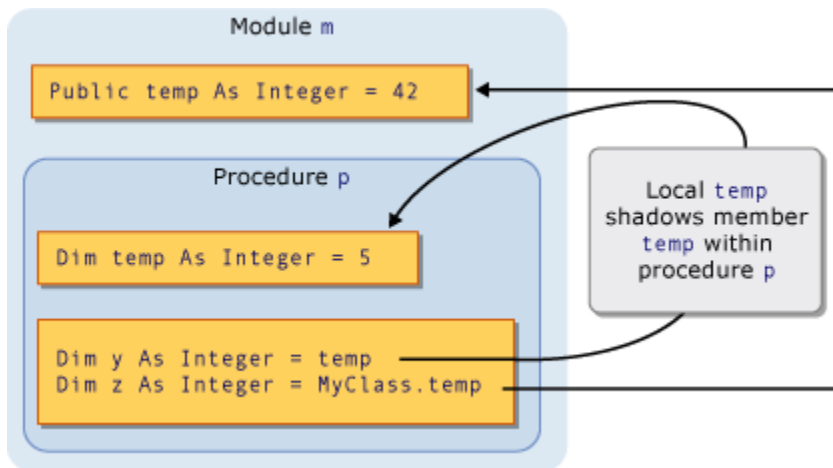 Module m
Public temp As Integer = 42
Procedure p
Dim temp As Integer = 5
Dim y As Integer = temp
Dim z As Integer = MyClass.temp
Local temp
shadows member
temp within
procedure p